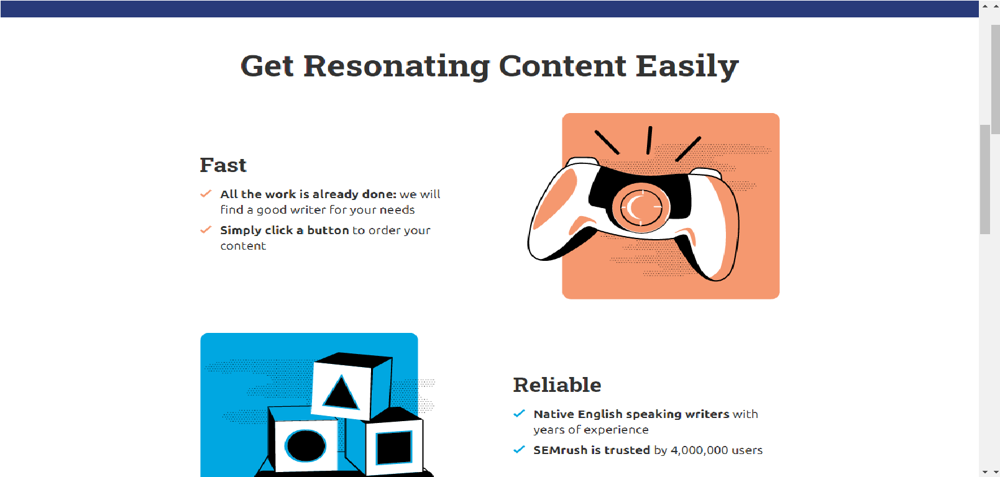 Get Resonating Content Easily
Fast
All the work is already done: we will
find a good writer for your needs
Simply click a button to order your
content
Reliable
Native English speaking writers with
years of experience
SEMrush is trusted by 4,000,000 users